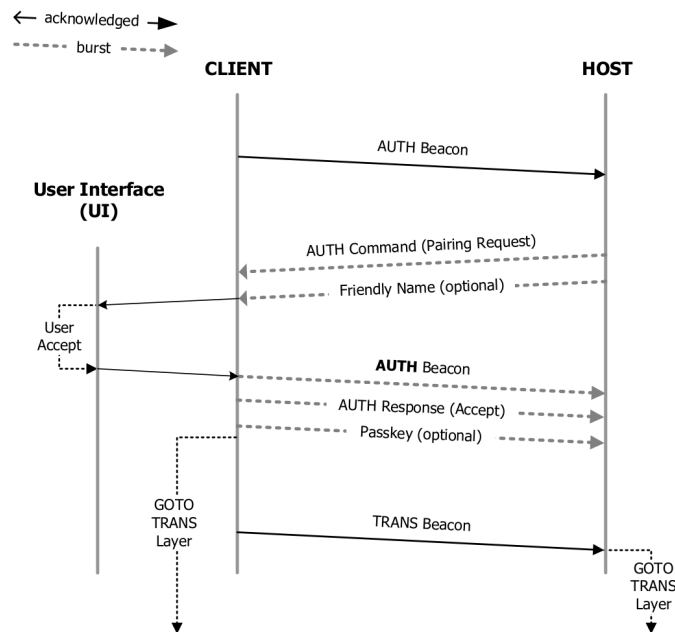 acknowledged
burst
CLIENT
HOST
AUTH Beacon
User Interface
(UI)
AUTH Command (Pairing Request)
Friendly Name (optional)
User
Accept
AUTH Beacon
AUTH Response (Accept)
Passkey (optional)
GOTO
TRANS
Layer
TRANS Beacon
GOTO
TRANS
Layer